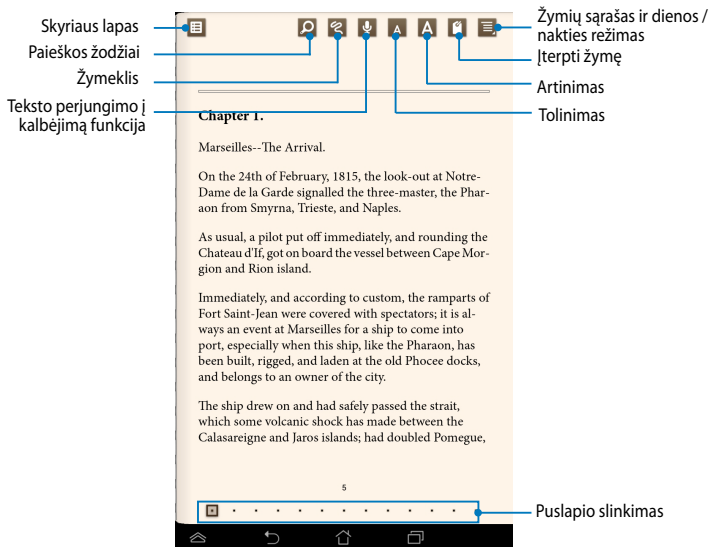 Skyriaus lapas
Paieškos žodžiai
Žymeklis
Teksto perjungimo į
kalbėjimą funkcija
Žymių sąrašas ir dienos /
nakties režimas
Įterpti žymę
Artinimas
Tolinimas
A
A
Chapter 1.
Marseilles--The Arrival.
On the 24th of February, 1815, the look-out at Notre-
Dame de la Garde signalled the three-master, the Phar-
aon from Smyrna, Trieste, and Naples.
As usual, a pilot put off immediately, and rounding the
Chateau d'If, got on board the vessel between Cape Mor-
gion and Rion island.
Immediately, and according to custom, the ramparts of
Fort Saint-Jean were covered with spectators; it is al-
ways an event at Marseilles for a ship to come into
port, especially when this ship, like the Pharaon, has
been built, rigged, and laden at the old Phocee docks,
and belongs to an owner of the city.
The ship drew on and had safely passed the strait,
which some volcanic shock has made between the
Calasareigne and Jaros islands; had doubled Pomegue,
5
Puslapio slinkimas